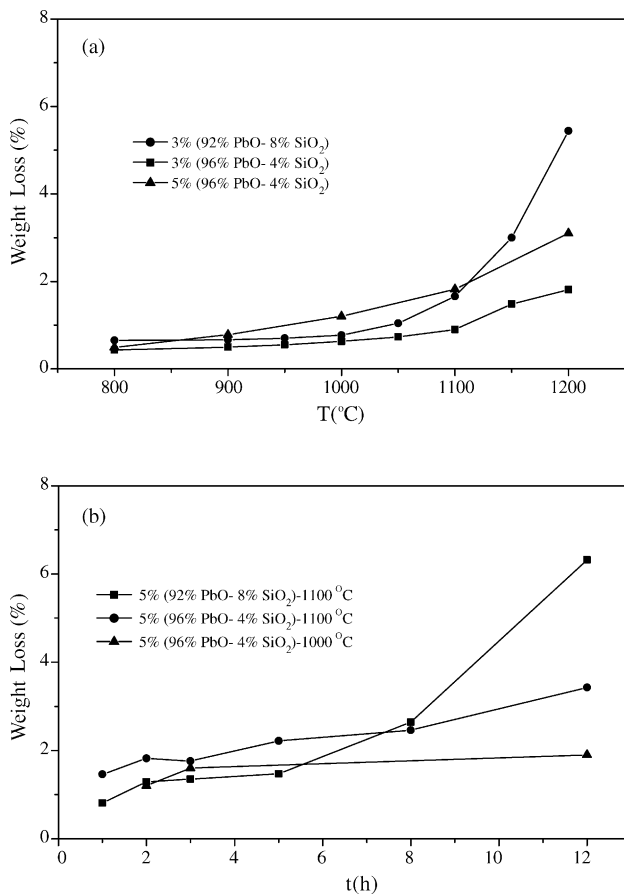 8
(a)
6
3% (92% PbO- 8% SiO₂)
3% (96% PbO- 4% SiO₂)
5% (96% PbO- 4% SiO₂)
4
2
0
Weight Loss (%)
800 900 1000 1100 1200
T(°C)
8
(b)
6
5% (92% PbO- 8% SiO₂)-1100 °C
5% (96% PbO- 4% SiO₂)-1100 °C
5% (96% PbO- 4% SiO₂)-1000 °C
4
2
0
Weight Loss (%)
0 2 4 6 8 10 12
t(h)